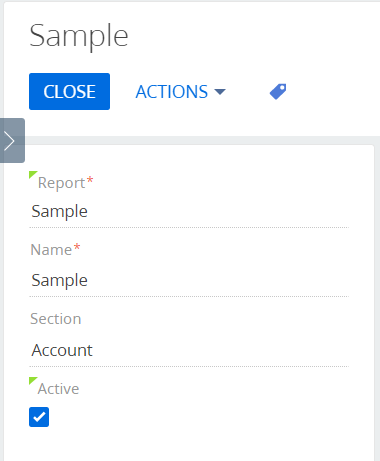 Sample
CLOSE ACTIONS
Report*
Sample
Name*
Sample
Section
Account
Active